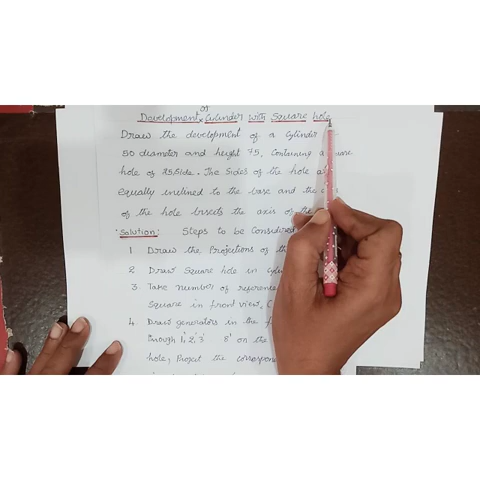 of
Development Cylinder with Square hole
Draw the development of a Cylinder
50 diameter and height 75, Containing a
hole of 25 side. The Sides of the hole
equally inclined to the base and the
of the hole bisects the axis of the
Solution: Steps to be Considered
1 Draw the Projections of th
2 Draw Square hole in
3. Take number of
Square in front view.
4. Draw generators in the
through 1', 2', 3' 8' on the
hole, Project the